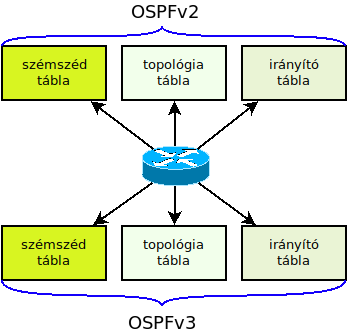 OSPFv2
szémszéd
tábla
topológia
tábla
irányító
tábla
szémszéd
tábla
topológia
tábla
irányító
tábla
OSPFv3